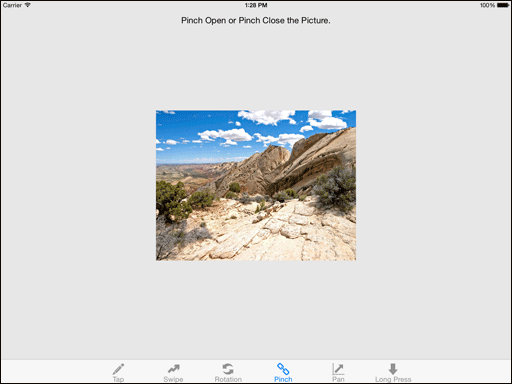 Carrier 1:28 PM 100%
Pinch Open or Pinch Close the Picture.
Tap Swipe Rotation Pinch Pan Long Press